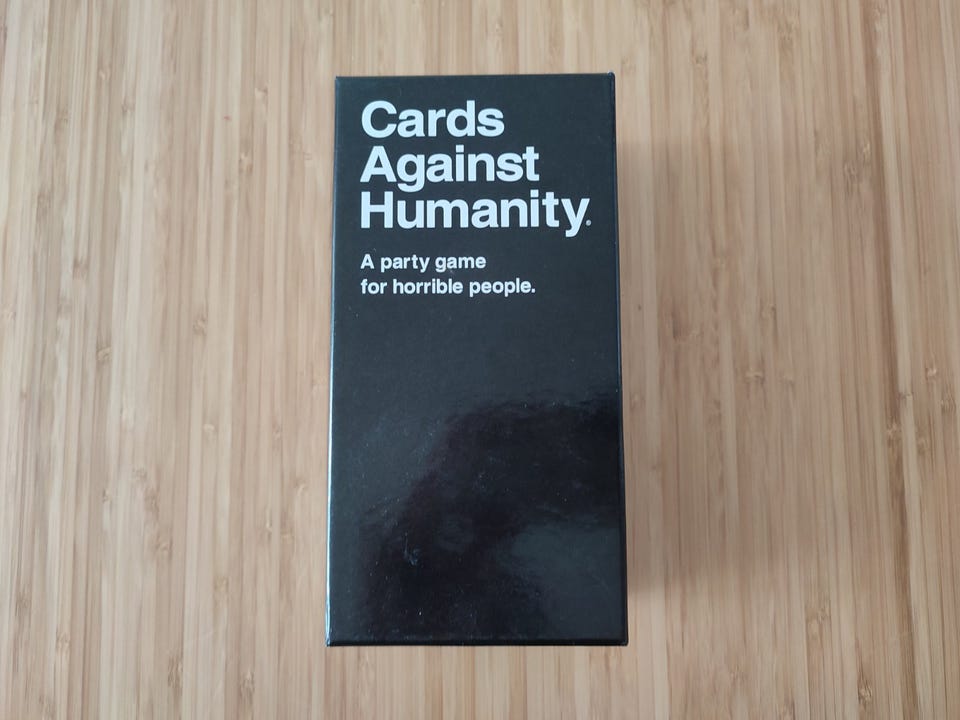 Cards
Against
Humanity®
A party game
for horrible people.